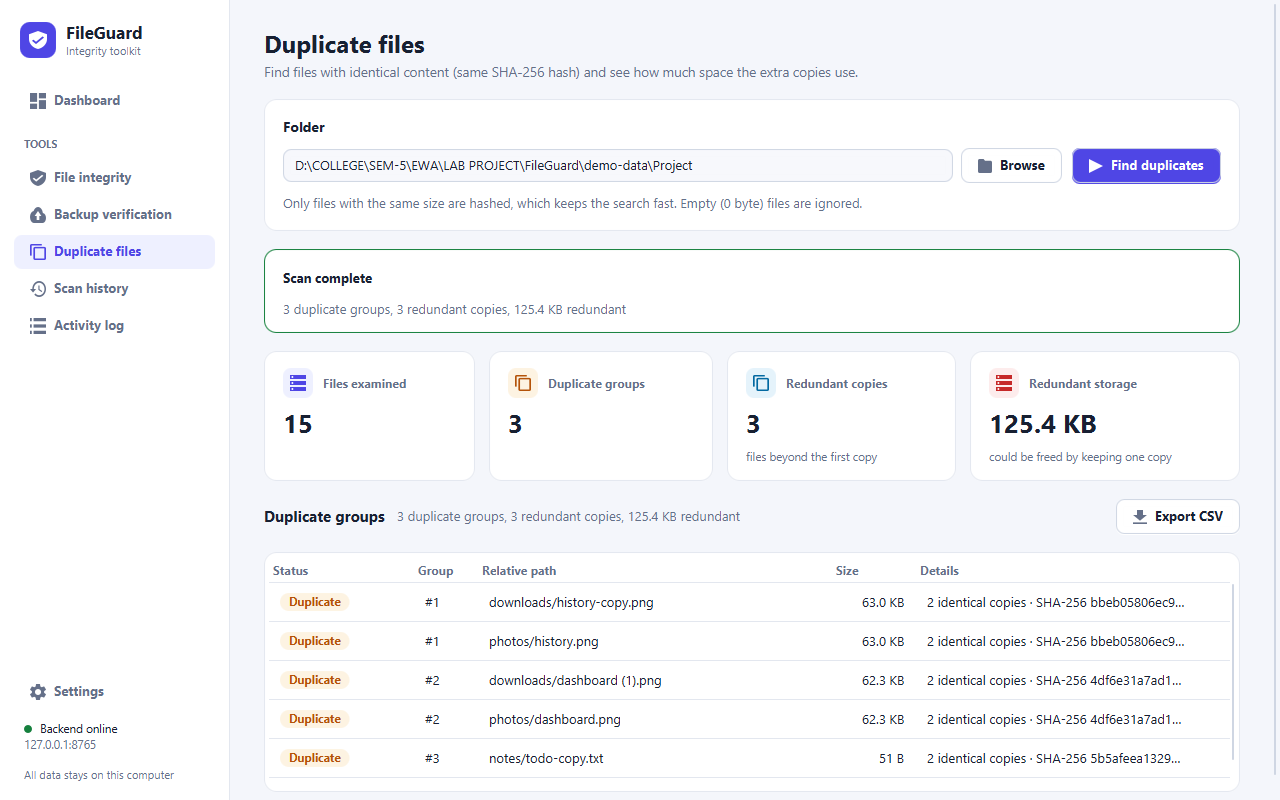 FileGuard
Integrity toolkit
Dashboard
TOOLS
File integrity
Backup verification
Duplicate files
Scan history
Activity log
Settings
Backend online
127.0.0.1:8765
All data stays on this computer
Duplicate files
Find files with identical content (same SHA-256 hash) and see how much space the extra copies use.
Folder
D:\COLLEGE\SEM-5\EWA\LAB PROJECT\FileGuard\demo-data\Project
Browse
Find duplicates
Only files with the same size are hashed, which keeps the search fast. Empty (0 byte) files are ignored.
Scan complete
3 duplicate groups, 3 redundant copies, 125.4 KB redundant
Files examined
15
Duplicate groups
3
Redundant copies
3
files beyond the first copy
Redundant storage
125.4 KB
could be freed by keeping one copy
Duplicate groups 3 duplicate groups, 3 redundant copies, 125.4 KB redundant
Export CSV
Status Group Relative path Size Details
Duplicate #1 downloads/history-copy.png 63.0 KB 2 identical copies · SHA-256 bbeb05806ec9...
Duplicate #1 photos/history.png 63.0 KB 2 identical copies · SHA-256 bbeb05806ec9...
Duplicate #2 downloads/dashboard (1).png 62.3 KB 2 identical copies · SHA-256 4df6e31a7ad1...
Duplicate #2 photos/dashboard.png 62.3 KB 2 identical copies · SHA-256 4df6e31a7ad1...
Duplicate #3 notes/todo-copy.txt 51 B 2 identical copies · SHA-256 5b5afeea1329...